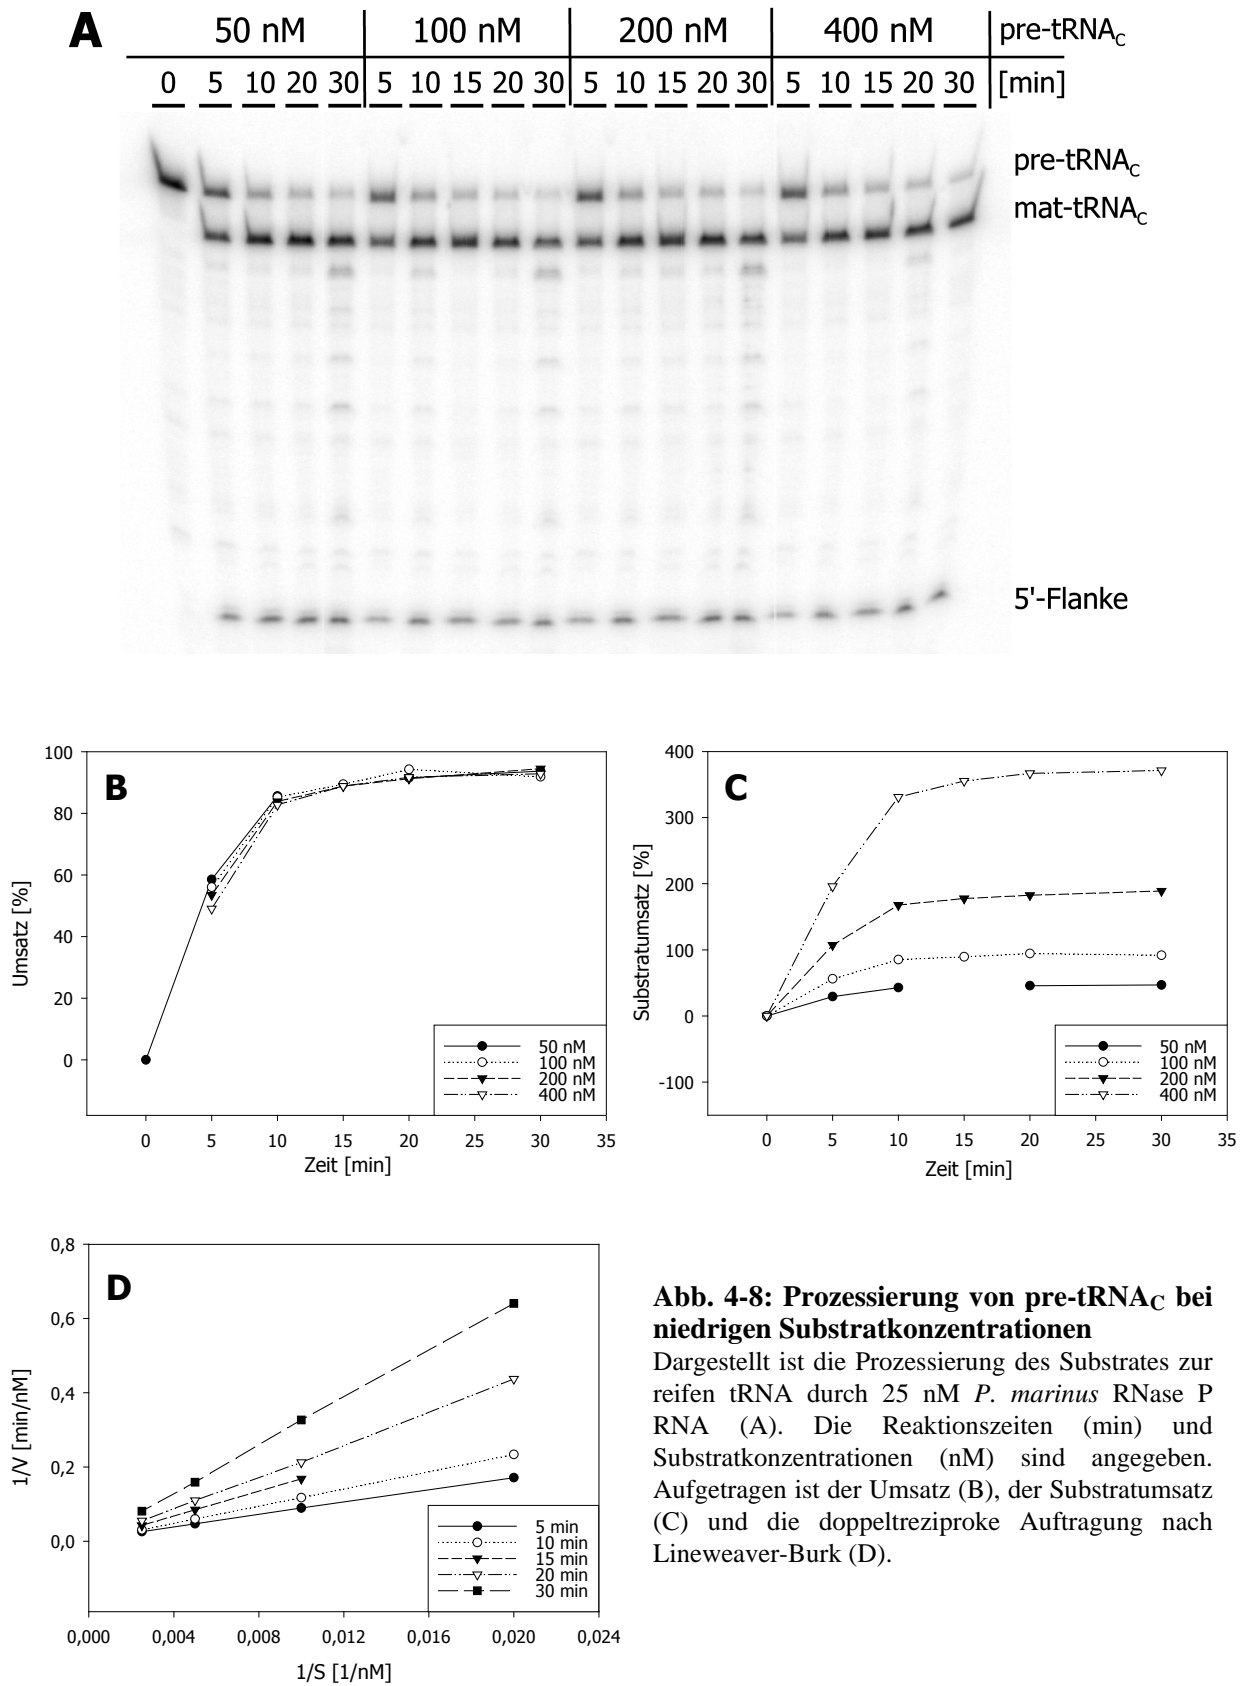 A
50 nM 100 nM 200 nM 400 nM pre-tRNAC
0 5 10 20 30 5 10 15 20 30 5 10 15 20 30 5 10 15 20 30 [min]
pre-tRNAC
mat-tRNAC
5'-Flanke
B
Umsatz [%]
100
80
60
40
20
0
0 5 10 15 20 25 30 35
Zeit [min]
50 nM
100 nM
200 nM
400 nM
C
Substratumsatz [%]
400
300
200
100
0
-100
0 5 10 15 20 25 30 35
Zeit [min]
50 nM
100 nM
200 nM
400 nM
D
1/V [min/nM]
0,8
0,6
0,4
0,2
0,0
0,000 0,004 0,008 0,012 0,016 0,020 0,024
1/S [1/nM]
5 min
10 min
15 min
20 min
30 min
Abb. 4-8: Prozessierung von pre-tRNAC bei
niedrigen Substratkonzentrationen
Dargestellt ist die Prozessierung des Substrates zur
reifen tRNA durch 25 nM P. marinus RNase P
RNA (A). Die Reaktionszeiten (min) und
Substratkonzentrationen (nM) sind angegeben.
Aufgetragen ist der Umsatz (B), der Substratumsatz
(C) und die doppeltreziproke Auftragung nach
Lineweaver-Burk (D).